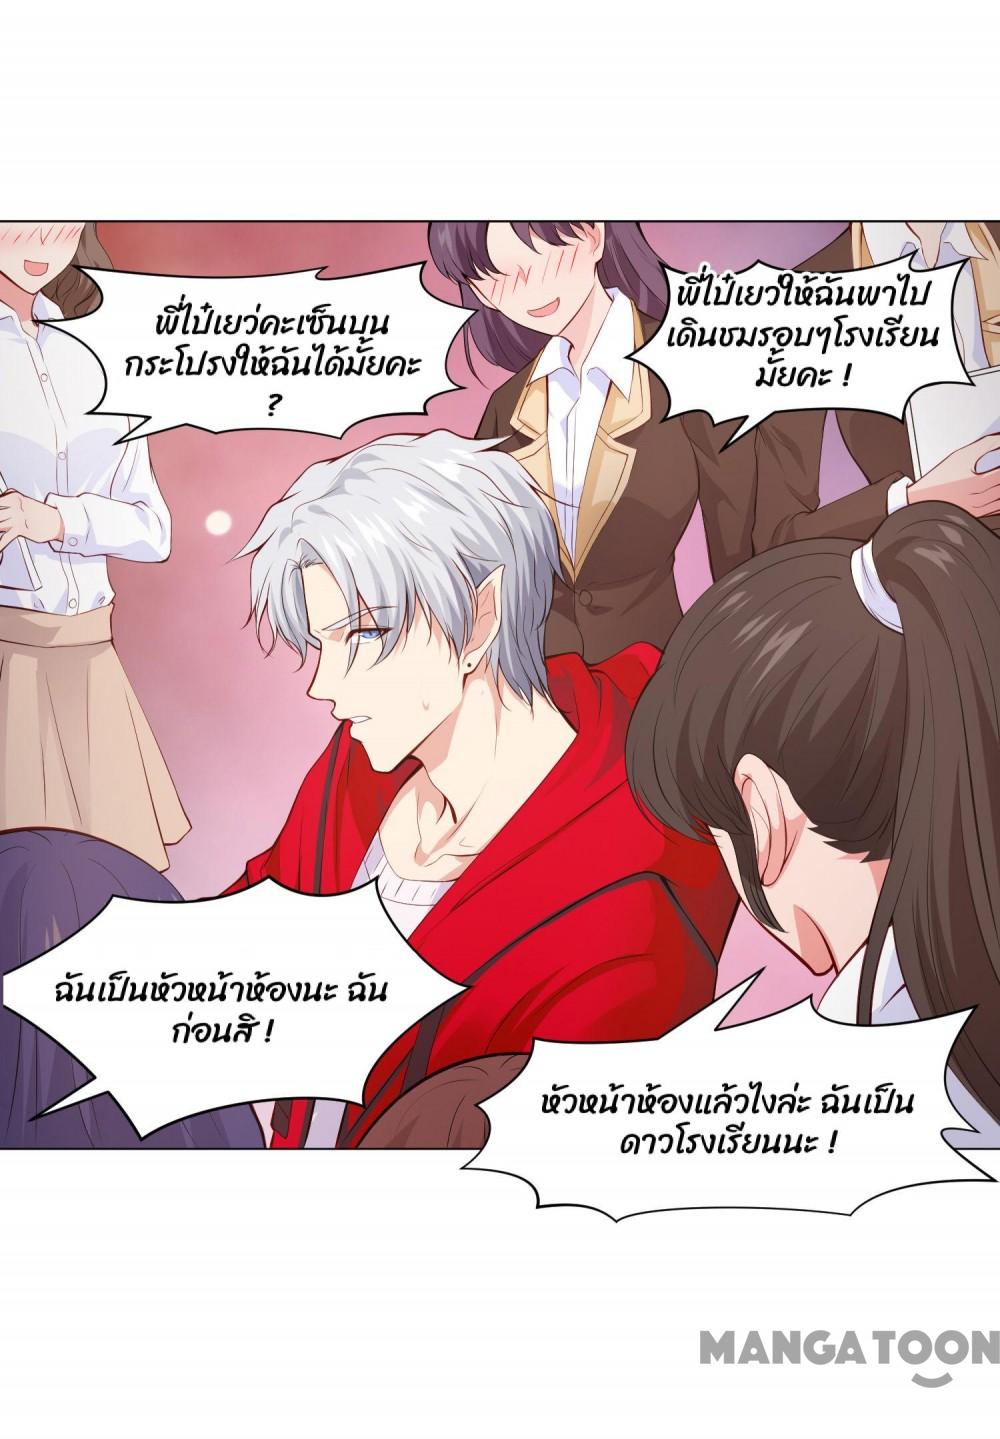 พี่ไป๋เยว่คะเซ็นบน
กระโปรงให้ฉันได้มั้ยคะ
?
พี่ไป๋เยว่ให้ฉันพาไป
เดินชมรอบๆโรงเรียน
มั้ยคะ !
ฉันเป็นหัวหน้าห้องนะ ฉัน
ก่อนสิ !
หัวหน้าห้องแล้วไงล่ะ ฉันเป็น
ดาวโรงเรียนนะ !
MANGATOON